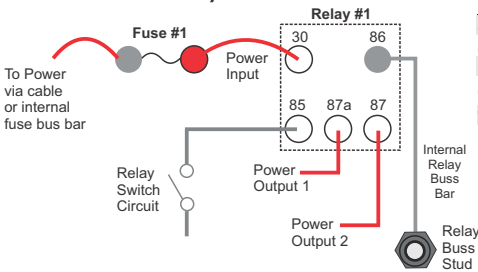 Relay #1
Fuse #1
30
86
Power
Input
To Power
via cable
or internal
fuse bus bar
85
87a
87
Internal
Relay
Buss
Bar
Relay
Switch
Circuit
Power
Output 1
Power
Output 2
Relay
Buss
Stud